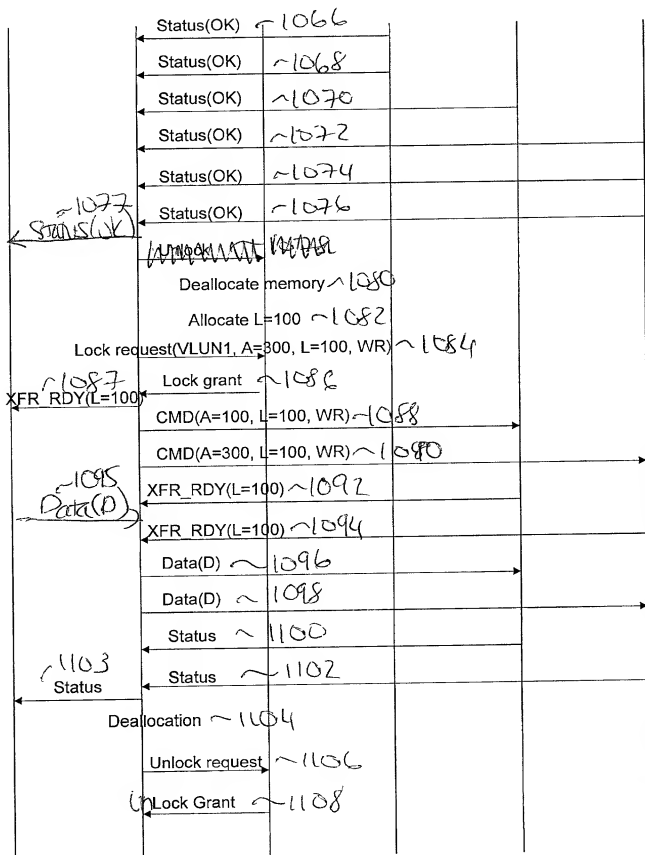 Status(OK) ~1066
Status(OK) ~1068
Status(OK) ~1070
Status(OK) ~1072
Status(OK) ~1074
~1077
Status(OK)
Status(OK) ~1076
Deallocate memory ~1080
Allocate L=100 ~1082
Lock request(VLUN1, A=300, L=100, WR) ~1084
~1087
Lock grant ~1086
XFR_RDY(L=100)
CMD(A=100, L=100, WR) ~1088
CMD(A=300, L=100, WR) ~1090
~1095
XFR_RDY(L=100) ~1092
Data(D)
XFR_RDY(L=100) ~1094
Data(D) ~1096
Data(D) ~1098
Status ~1100
~1103
Status
Status ~1102
Deallocation ~1104
Unlock request ~1106
UnLock Grant ~1108